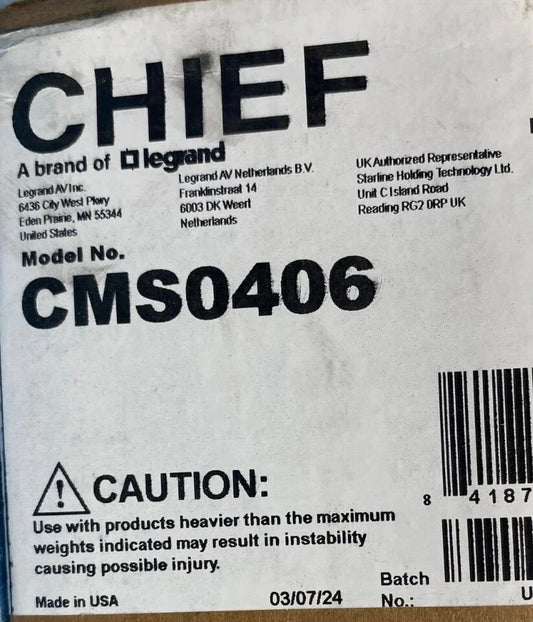 CHIEF
A brand of legrand
Legrand AV Inc.
6436 City West Pkwy
Eden Prairie, MN 55344
United States
Legrand AV Netherlands B.V.
Franklinstraat 14
6003 DK Weert
Netherlands
UK Authorized Representative
Starline Holding Technology Ltd.
Unit C Island Road
Reading RG2 0RP UK
Model No.
CMS0406
CAUTION:
Use with products heavier than the maximum
weights indicated may result in instability
causing possible injury.
8 4187
Made in USA 03/07/24
Batch
No.: U